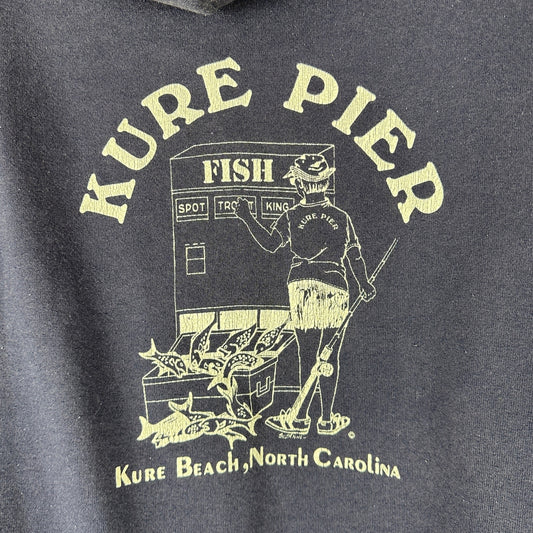 KURE PIER
FISH
SPOT TROUT KING
KURE PIER
©
KURE BEACH, NORTH CAROLINA